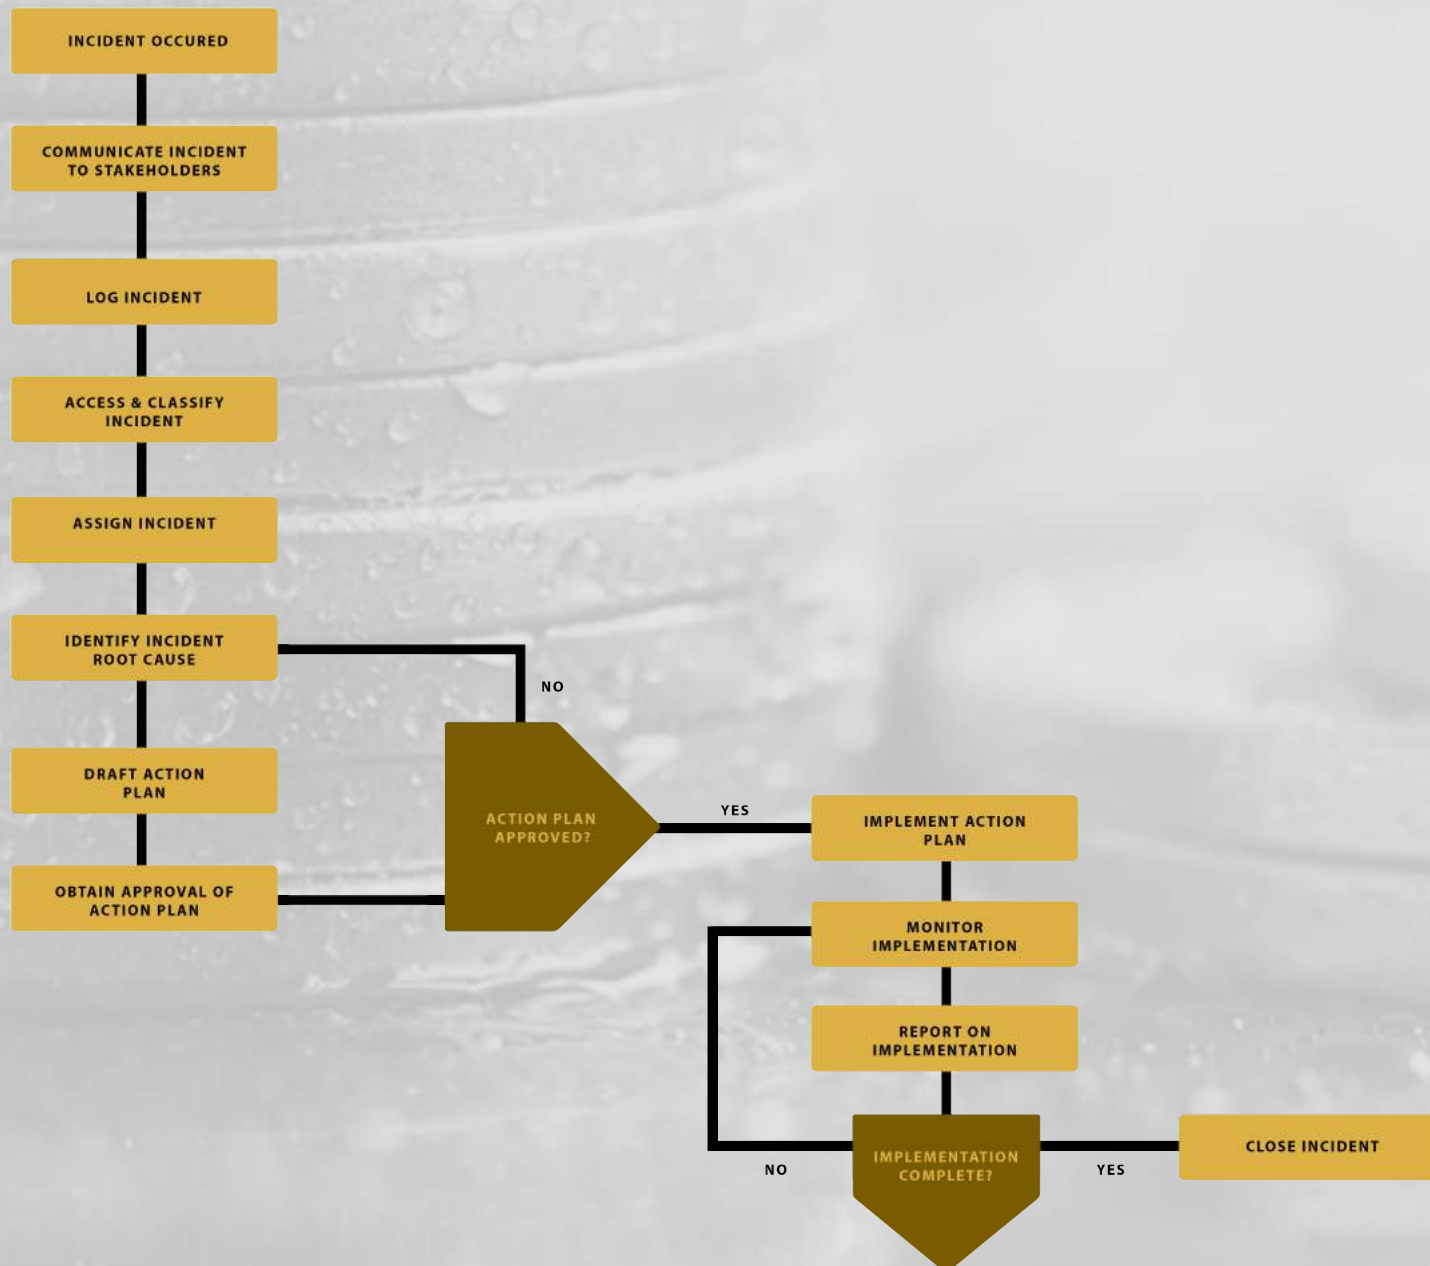 INCIDENT OCCURED
COMMUNICATE INCIDENT
TO STAKEHOLDERS
LOG INCIDENT
ACCESS & CLASSIFY
INCIDENT
ASSIGN INCIDENT
IDENTIFY INCIDENT
ROOT CAUSE
NO
DRAFT ACTION
PLAN
OBTAIN APPROVAL OF
ACTION PLAN
ACTION PLAN
APPROVED?
YES
IMPLEMENT ACTION
PLAN
MONITOR
IMPLEMENTATION
REPORT ON
IMPLEMENTATION
IMPLEMENTATION
COMPLETE?
NO
YES
CLOSE INCIDENT